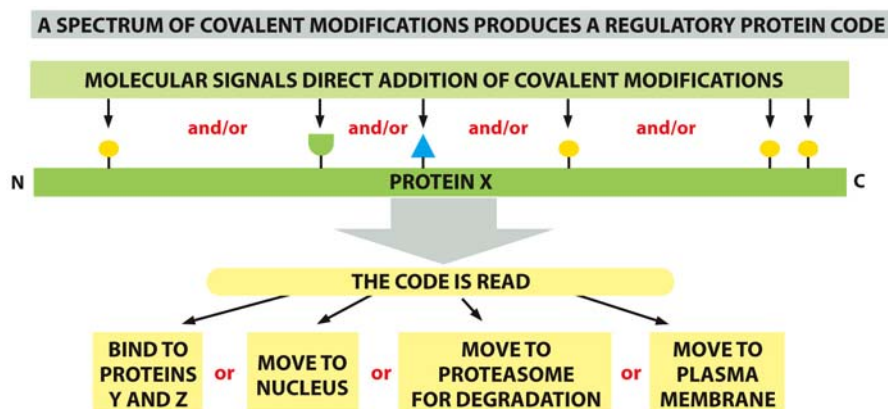 A SPECTRUM OF COVALENT MODIFICATIONS PRODUCES A REGULATORY PROTEIN CODE
MOLECULAR SIGNALS DIRECT ADDITION OF COVALENT MODIFICATIONS
and/or and/or and/or and/or
N PROTEIN X C
THE CODE IS READ
BIND TO
PROTEINS
Y AND Z
or
MOVE TO
NUCLEUS
or
MOVE TO
PROTEASOME
FOR DEGRADATION
or
MOVE TO
PLASMA
MEMBRANE